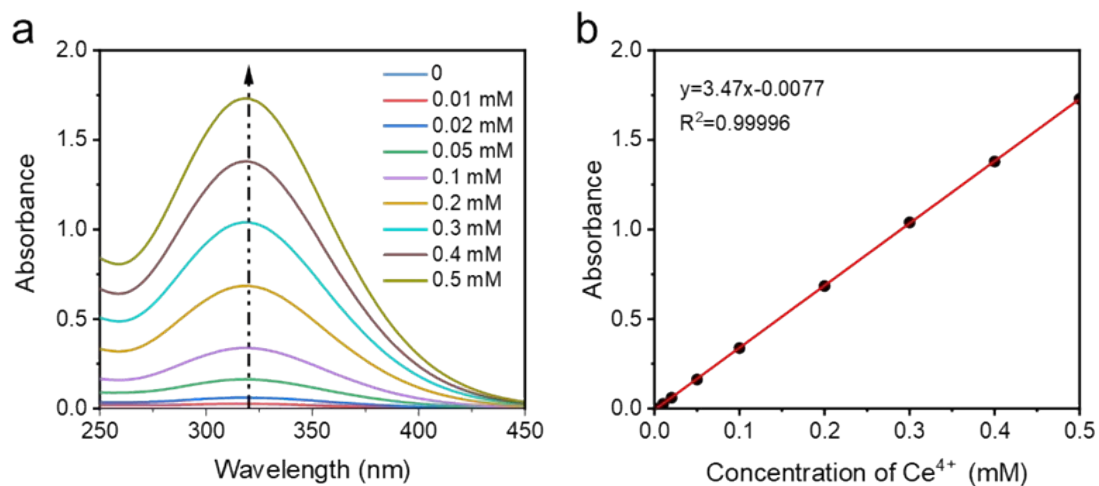 a
2.0
1.5
1.0
0.5
0.0
250
300
350
400
450
Absorbance
Wavelength (nm)
0
0.01 mM
0.02 mM
0.05 mM
0.1 mM
0.2 mM
0.3 mM
0.4 mM
0.5 mM
b
2.0
1.5
1.0
0.5
0.0
0.0
0.1
0.2
0.3
0.4
0.5
Absorbance
Concentration of Ce⁴⁺ (mM)
y=3.47x-0.0077
R²=0.99996